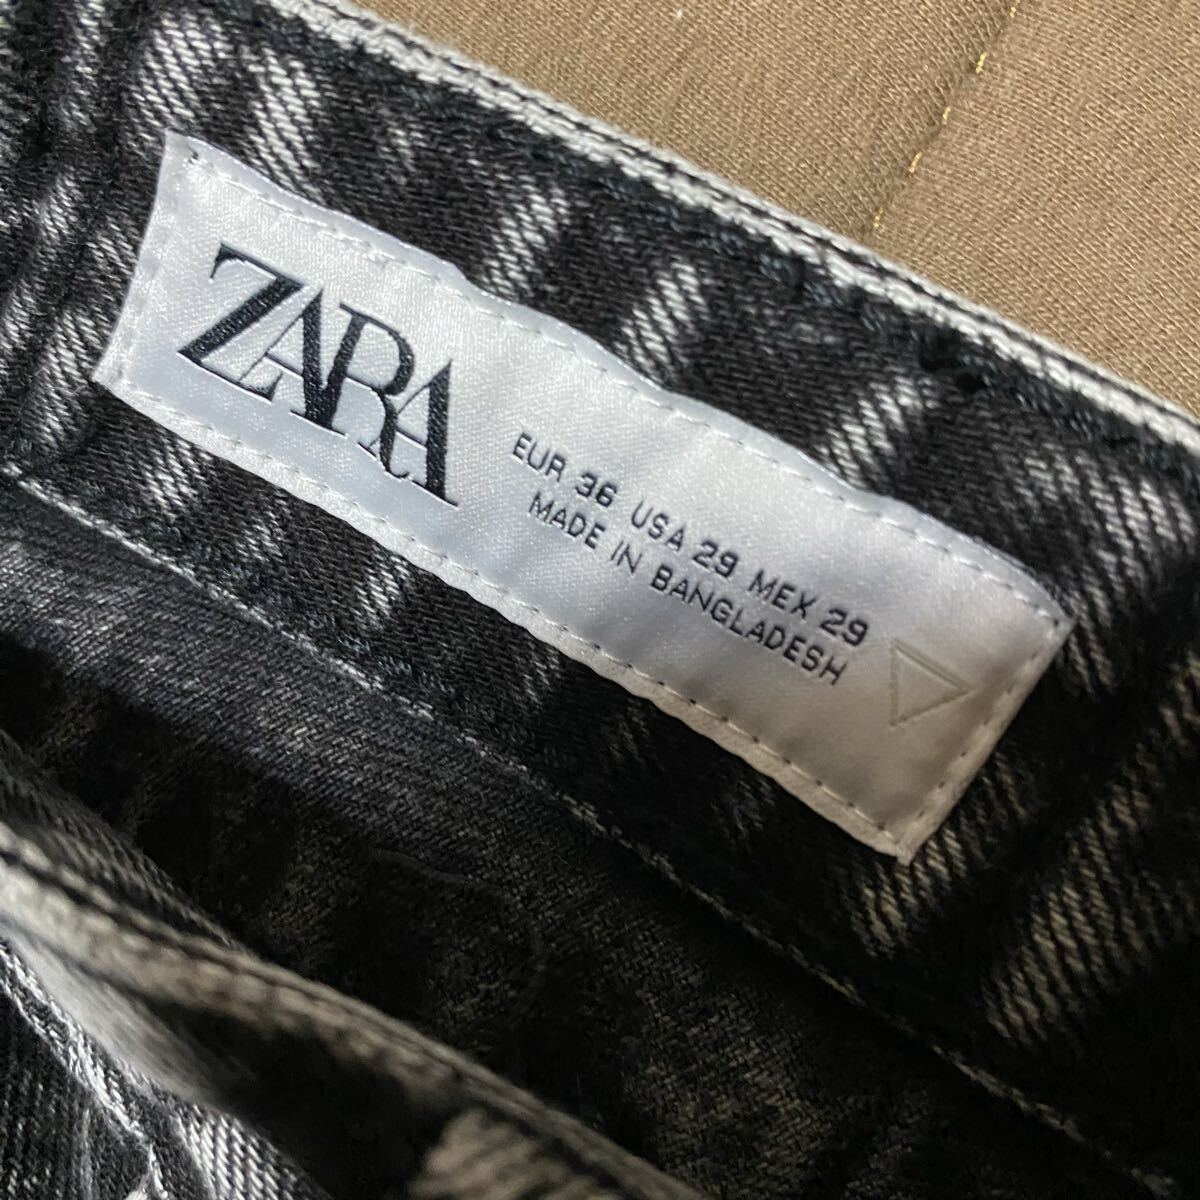 ZARA
EUR 36 USA 29 MEX 29
MADE IN BANGLADESH